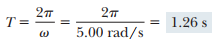 T = 2π/ω = 2π/5.00 rad/s = 1.26 s